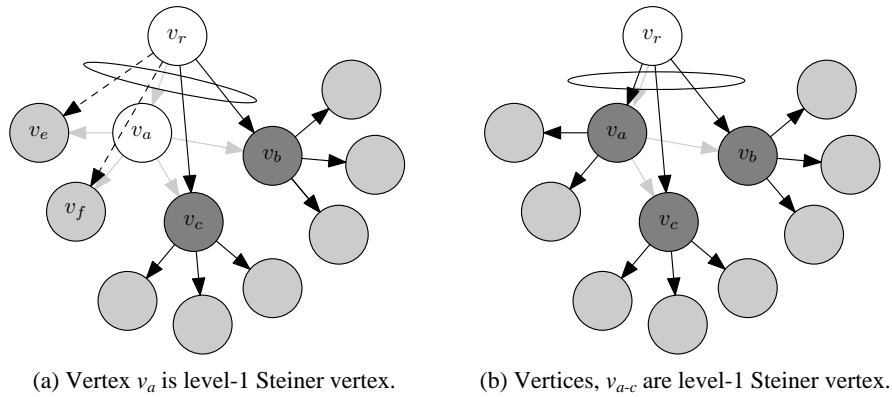 v_r
v_e
v_a
v_b
v_f
v_c
(a) Vertex v_a is level-1 Steiner vertex.
v_r
v_a
v_b
v_c
(b) Vertices, v_{a-c} are level-1 Steiner vertex.